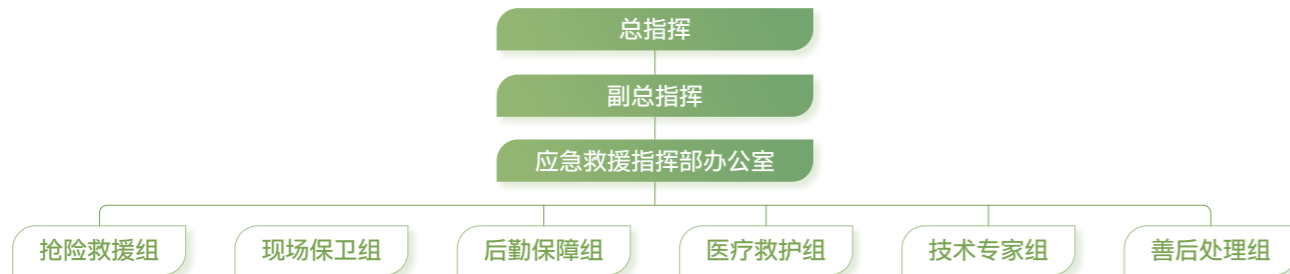 总指挥
副总指挥
应急救援指挥部办公室
抢险救援组
现场保卫组
后勤保障组
医疗救护组
技术专家组
善后处理组